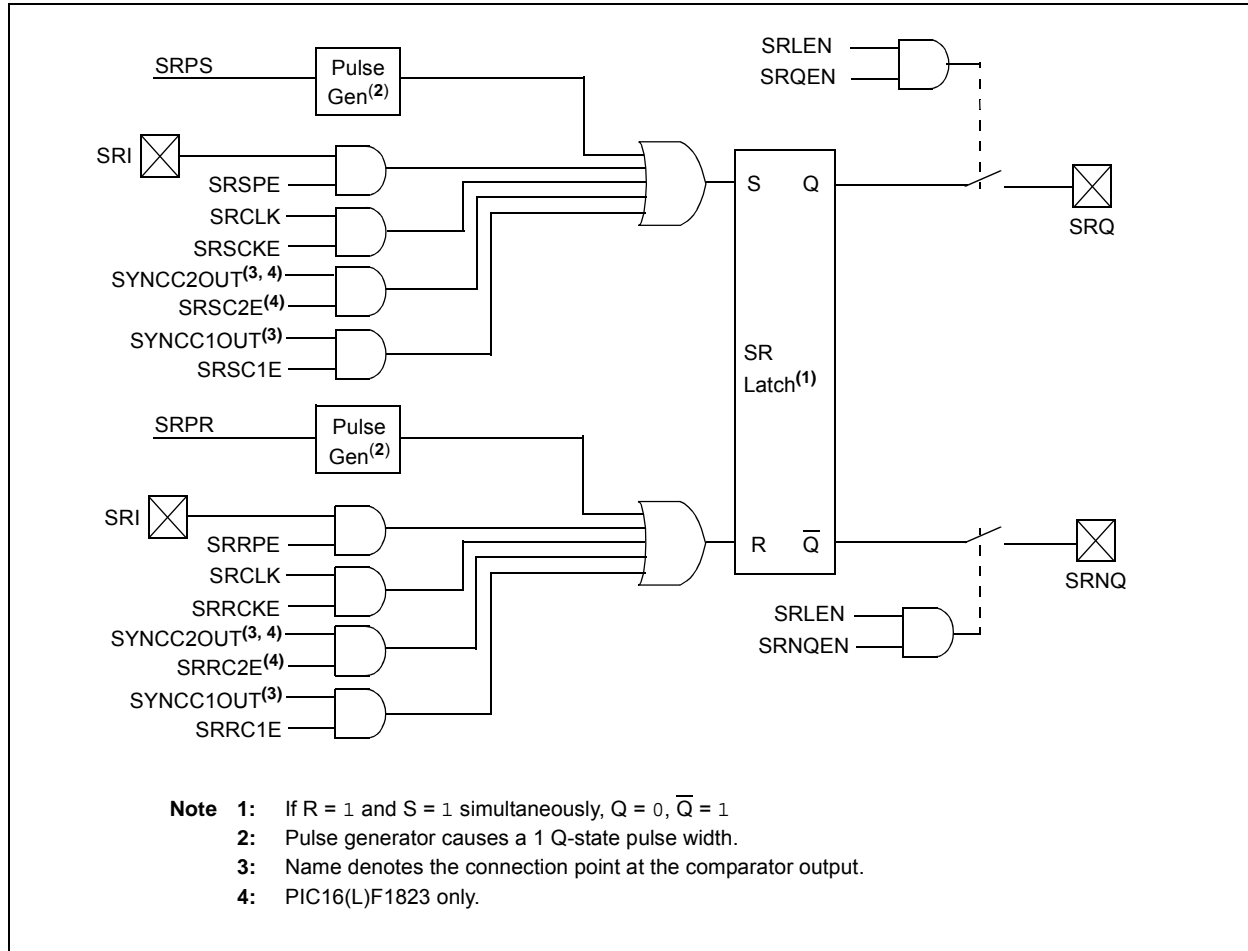 SRPS
Pulse
Gen(2)
SRI
SRSPE
SRCLK
SRSCKE
SYNCC2OUT(3, 4)
SRSC2E(4)
SYNCC1OUT(3)
SRSC1E
SRPR
Pulse
Gen(2)
SRI
SRRPE
SRCLK
SRRCKE
SYNCC2OUT(3, 4)
SRRC2E(4)
SYNCC1OUT(3)
SRRC1E
S Q
SR
Latch(1)
R Q̅
SRLEN
SRQEN
SRQ
SRLEN
SRNQEN
SRNQ
Note 1: If R = 1 and S = 1 simultaneously, Q = 0, Q̅ = 1
2: Pulse generator causes a 1 Q-state pulse width.
3: Name denotes the connection point at the comparator output.
4: PIC16(L)F1823 only.